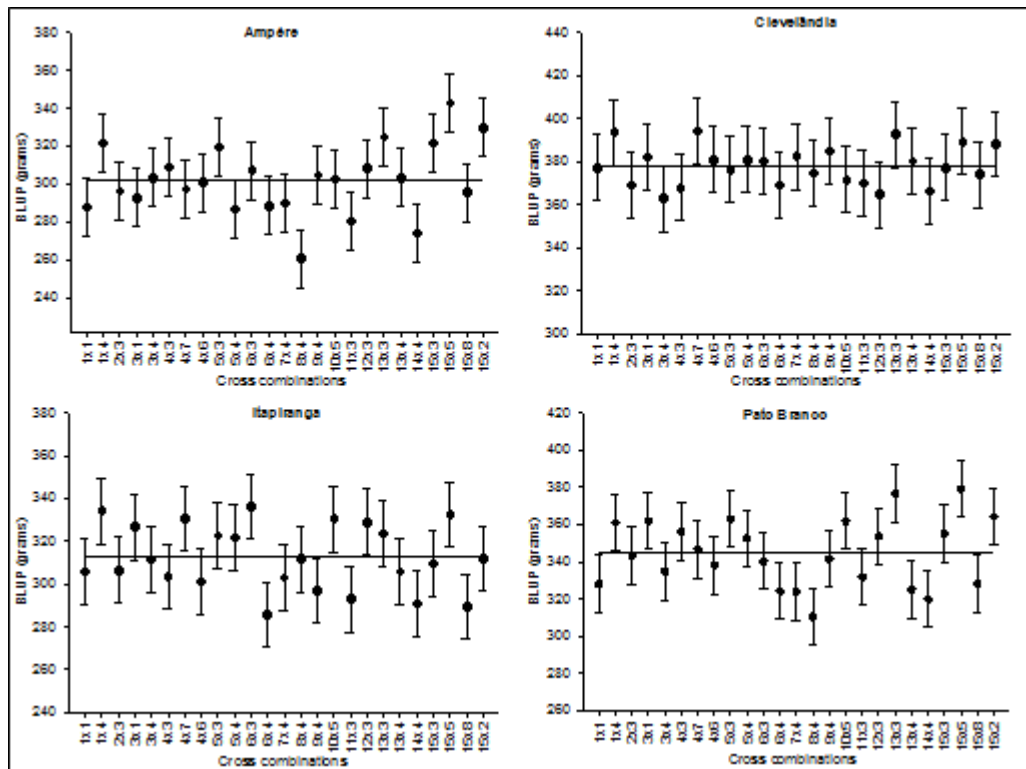 Ampére
BLUP (grams)
380
360
340
320
300
280
260
240
1x1 1x4 2x3 3x1 3x4 4x3 4x7 4x6 5x3 5x4 6x3 6x4 7x4 8x4 9x4 10x5 11x3 12x3 13x3 13x4 14x4 15x3 15x5 15x8 15x2
Cross combinations
Clevelândia
BLUP (grams)
440
420
400
380
360
340
320
300
1x1 1x4 2x3 3x1 3x4 4x3 4x7 4x6 5x3 5x4 6x3 6x4 7x4 8x4 9x4 10x5 11x3 12x3 13x3 13x4 14x4 15x3 15x5 15x8 15x2
Cross combinations
Itapiranga
BLUP (grams)
380
360
340
320
300
280
260
240
1x1 1x4 2x3 3x1 3x4 4x3 4x7 4x6 5x3 5x4 6x3 6x4 7x4 8x4 9x4 10x5 11x3 12x3 13x3 13x4 14x4 15x3 15x5 15x8 15x2
Cross combinations
Pato Branco
BLUP (grams)
420
400
380
360
340
320
300
280
260
1x1 1x4 2x3 3x1 3x4 4x3 4x7 4x6 5x3 5x4 6x3 6x4 7x4 8x4 9x4 10x5 11x3 12x3 13x3 13x4 14x4 15x3 15x5 15x8 15x2
Cross combinations